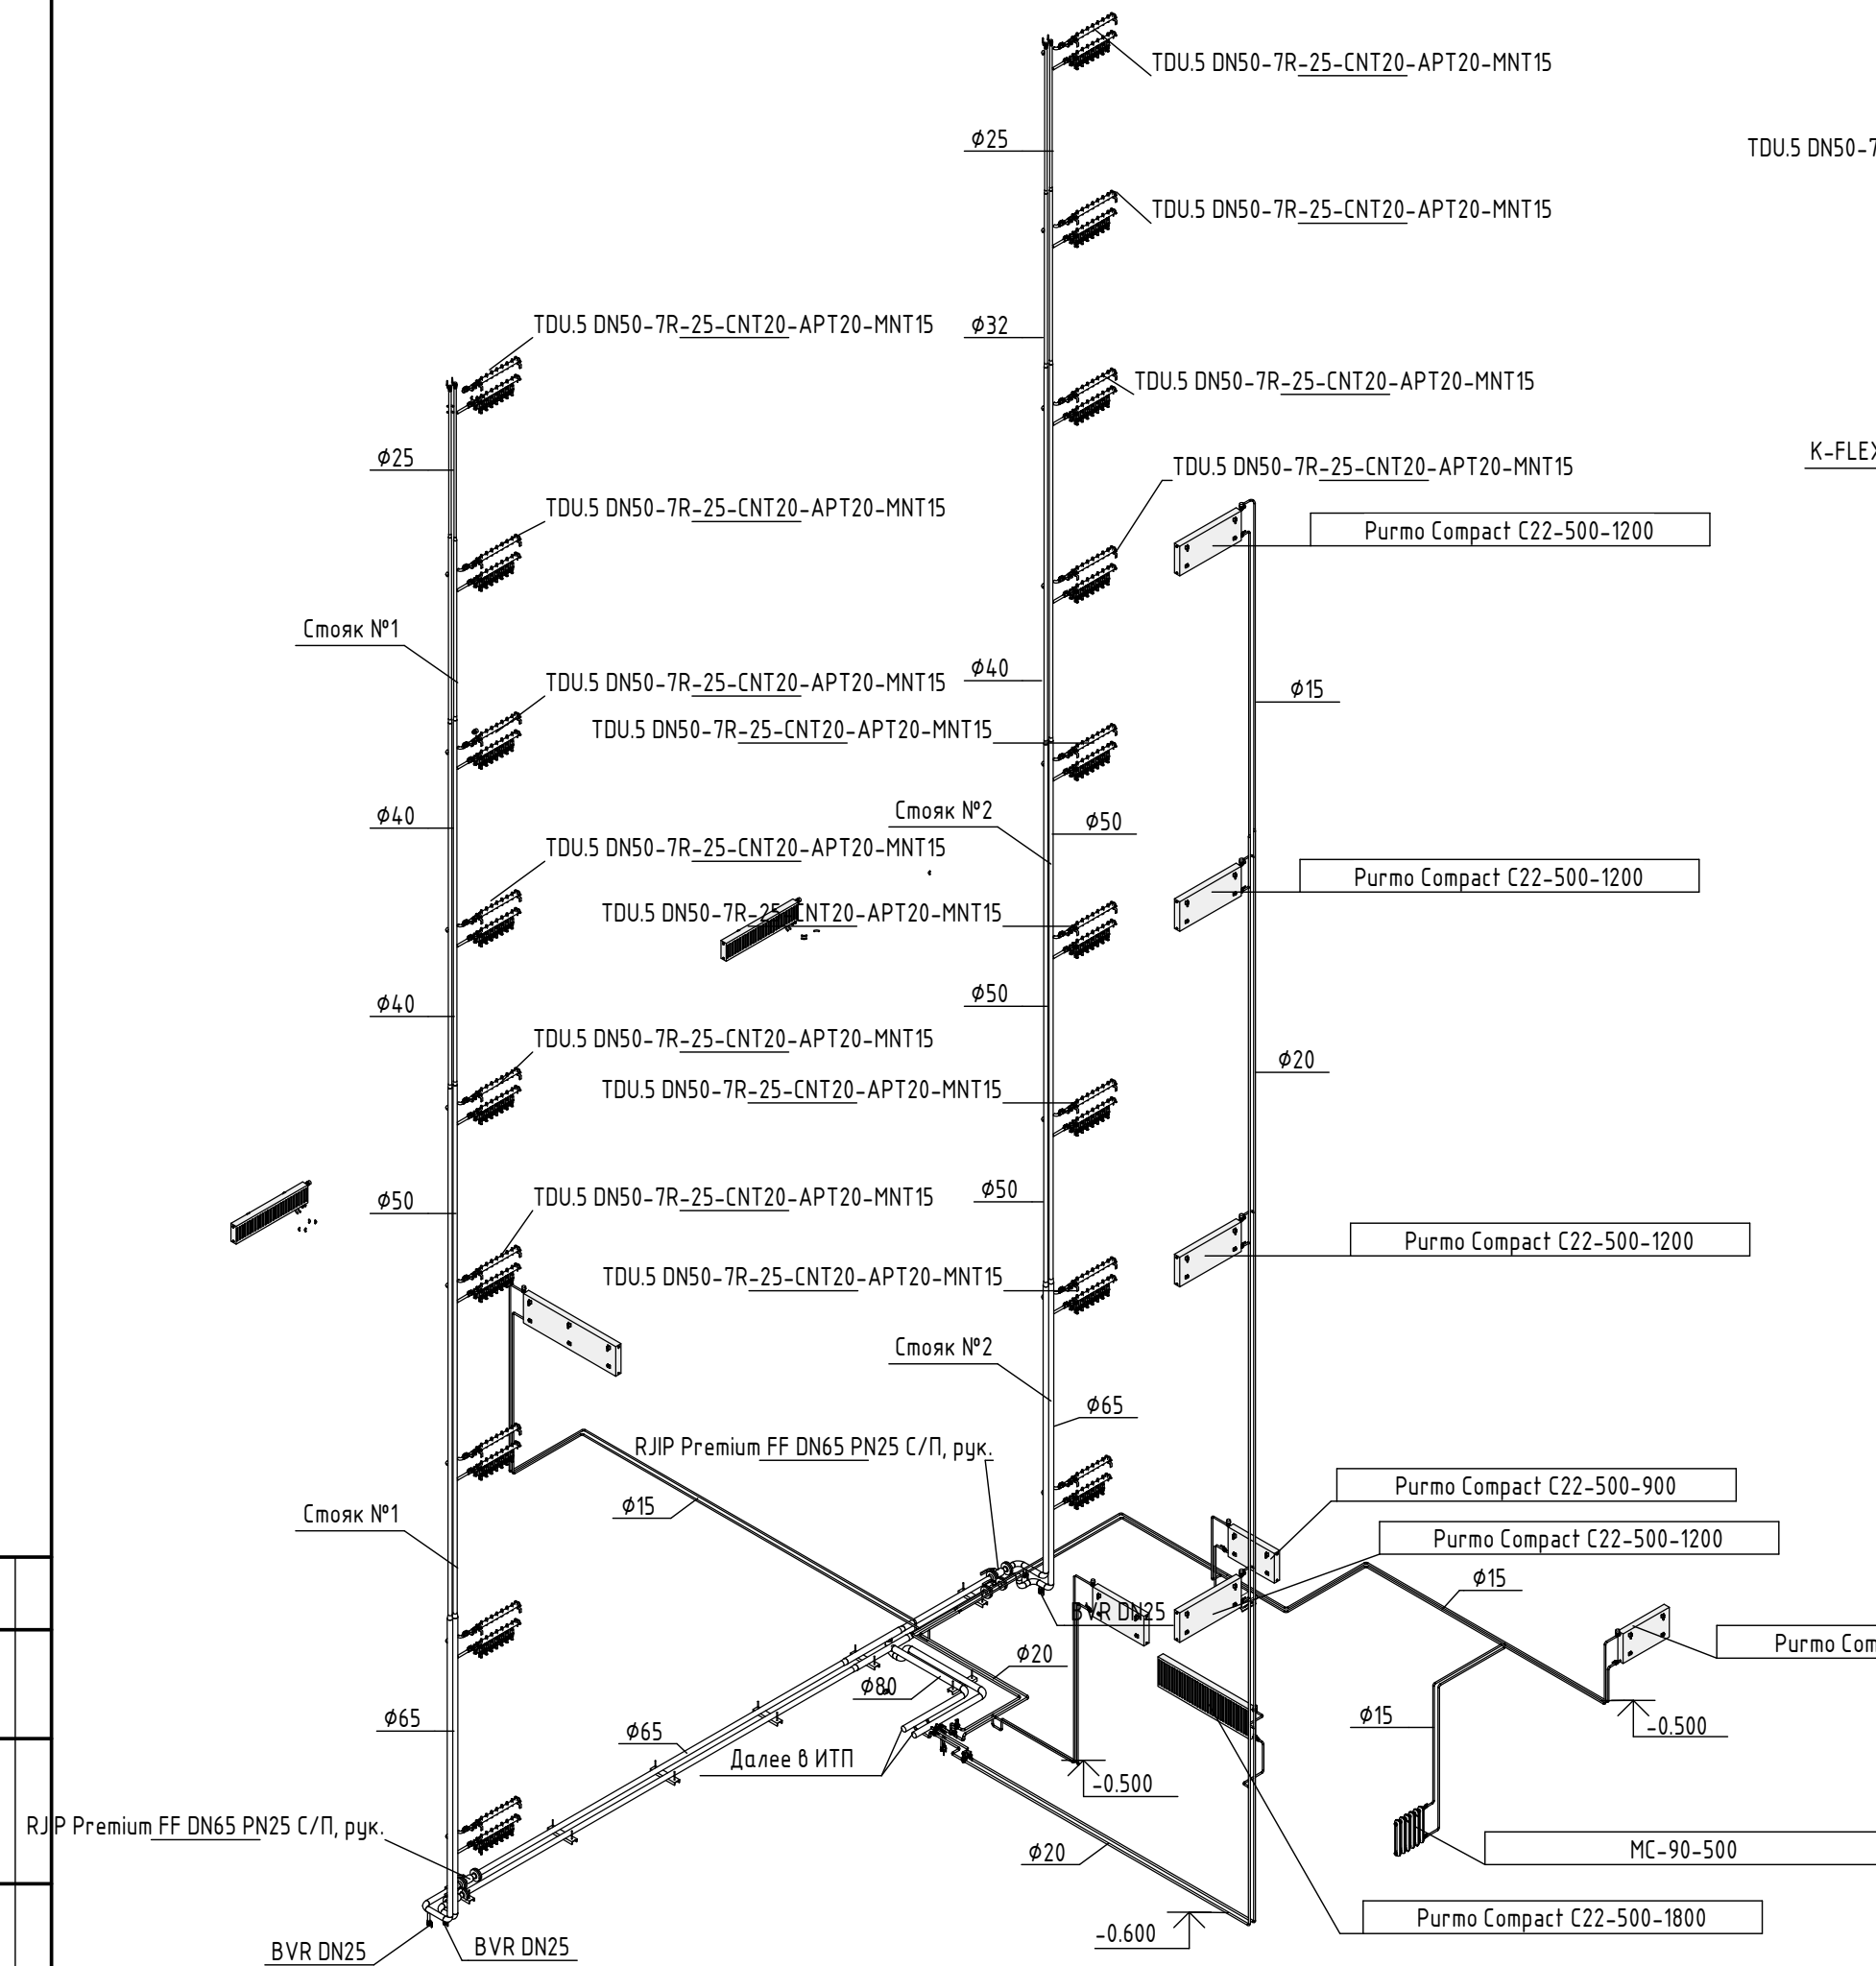 TDU.5 DN50-7R-25-CNT20-APT20-MNT15
φ25
TDU.5 DN50-7
TDU.5 DN50-7R-25-CNT20-APT20-MNT15
TDU.5 DN50-7R-25-CNT20-APT20-MNT15
φ32
TDU.5 DN50-7R-25-CNT20-APT20-MNT15
φ25
K-FLEX
TDU.5 DN50-7R-25-CNT20-APT20-MNT15
TDU.5 DN50-7R-25-CNT20-APT20-MNT15
Purmo Compact C22-500-1200
Стояк №1
φ40
TDU.5 DN50-7R-25-CNT20-APT20-MNT15
φ15
TDU.5 DN50-7R-25-CNT20-APT20-MNT15
φ40
Стояк №2
φ50
TDU.5 DN50-7R-25-CNT20-APT20-MNT15
Purmo Compact C22-500-1200
TDU.5 DN50-7R-25-CNT20-APT20-MNT15
φ40
φ50
TDU.5 DN50-7R-25-CNT20-APT20-MNT15
φ20
TDU.5 DN50-7R-25-CNT20-APT20-MNT15
φ50
TDU.5 DN50-7R-25-CNT20-APT20-MNT15
φ50
Purmo Compact C22-500-1200
TDU.5 DN50-7R-25-CNT20-APT20-MNT15
Стояк №2
φ65
RJIP Premium FF DN65 PN25 С/П, рук.
Purmo Compact C22-500-900
Стояк №1
φ15
Purmo Compact C22-500-1200
φ15
BVR DN25
Purmo Com
φ20
φ80
φ65
φ65
φ15
-0.500
Далее в ИТП
-0.500
RJIP Premium FF DN65 PN25 С/П, рук.
φ20
МС-90-500
Purmo Compact C22-500-1800
-0.600
BVR DN25
BVR DN25